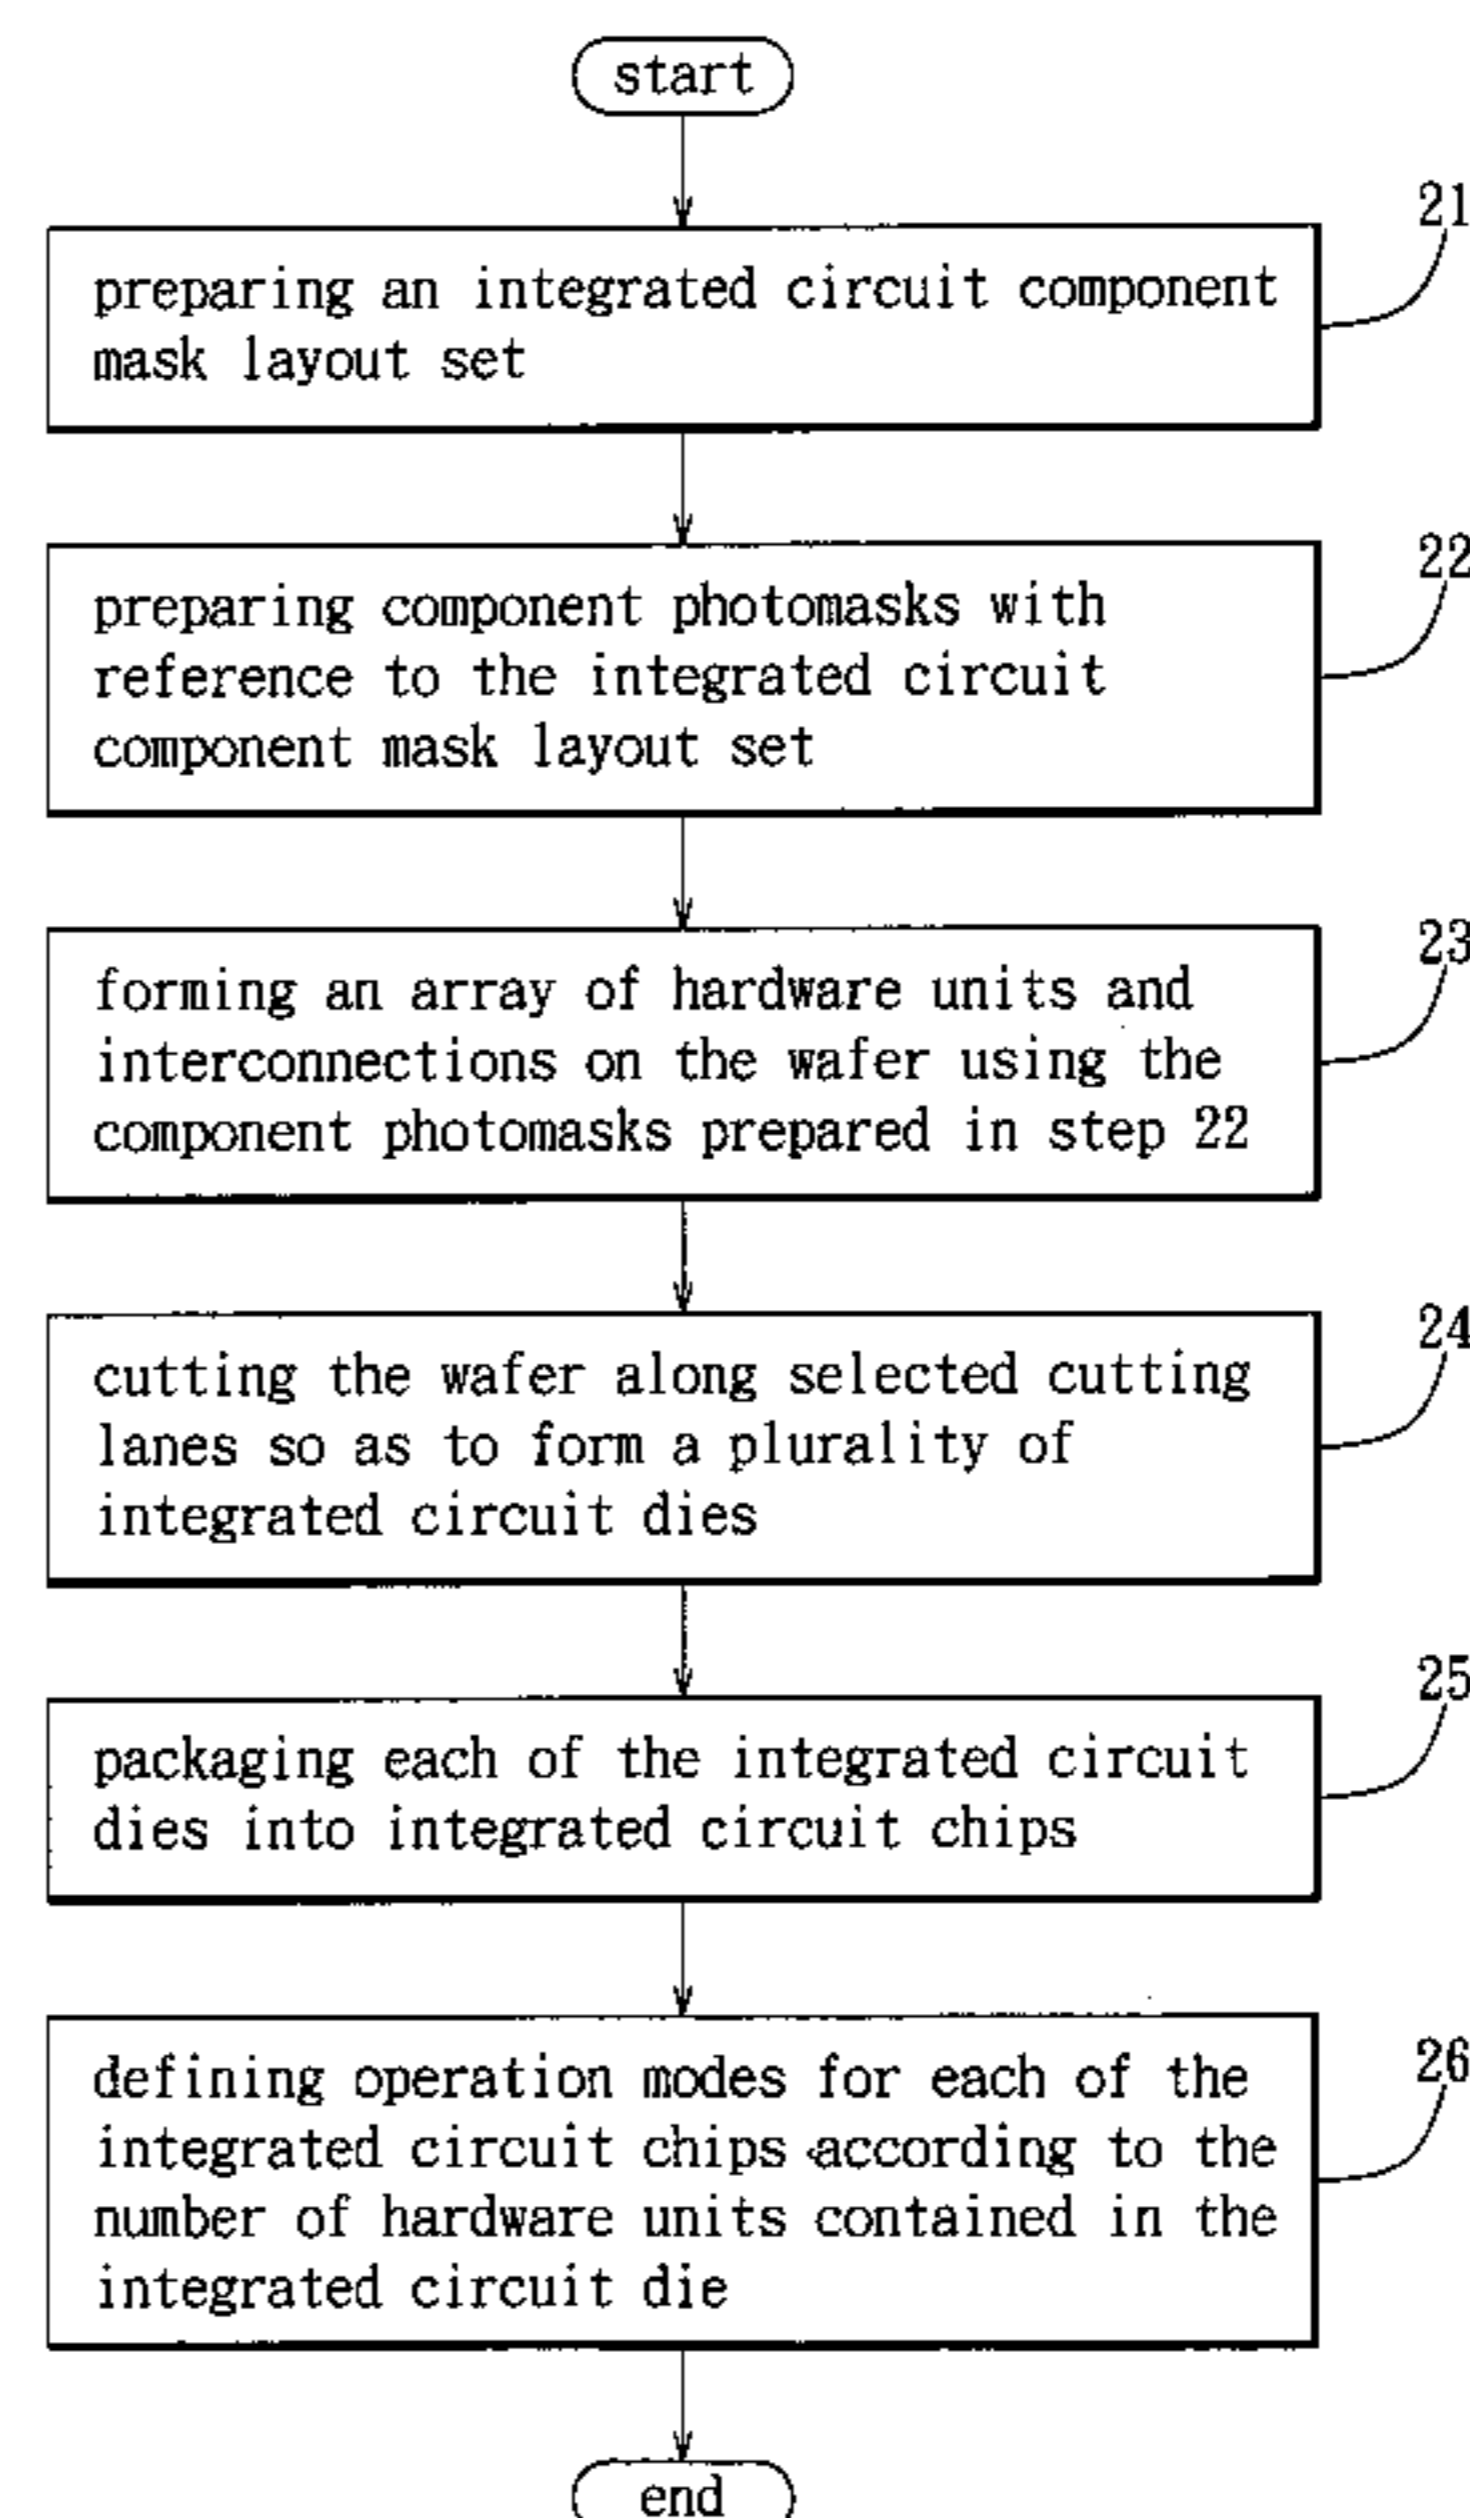 start
21
preparing an integrated circuit component
mask layout set
22
preparing component photomasks with
reference to the integrated circuit
component mask layout set
23
forming an array of hardware units and
interconnections on the wafer using the
component photomasks prepared in step 22
24
cutting the wafer along selected cutting
lanes so as to form a plurality of
integrated circuit dies
25
packaging each of the integrated circuit
dies into integrated circuit chips
26
defining operation modes for each of the
integrated circuit chips according to the
number of hardware units contained in the
integrated circuit die
end